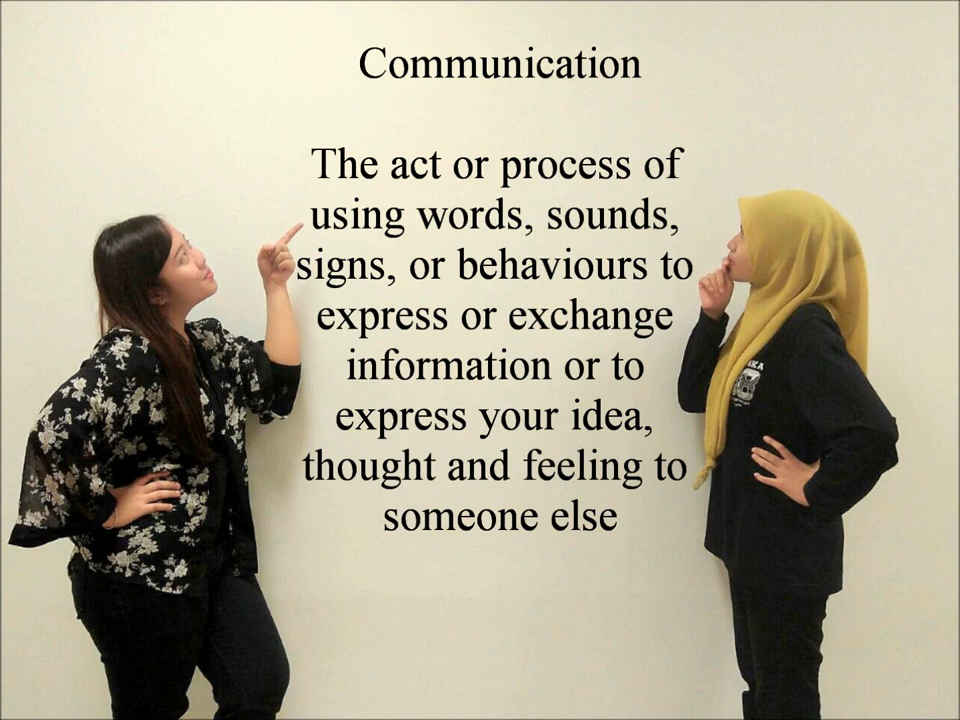 Communication
The act or process of
using words, sounds,
signs, or behaviours to
express or exchange
information or to
express your idea,
thought and feeling to
someone else